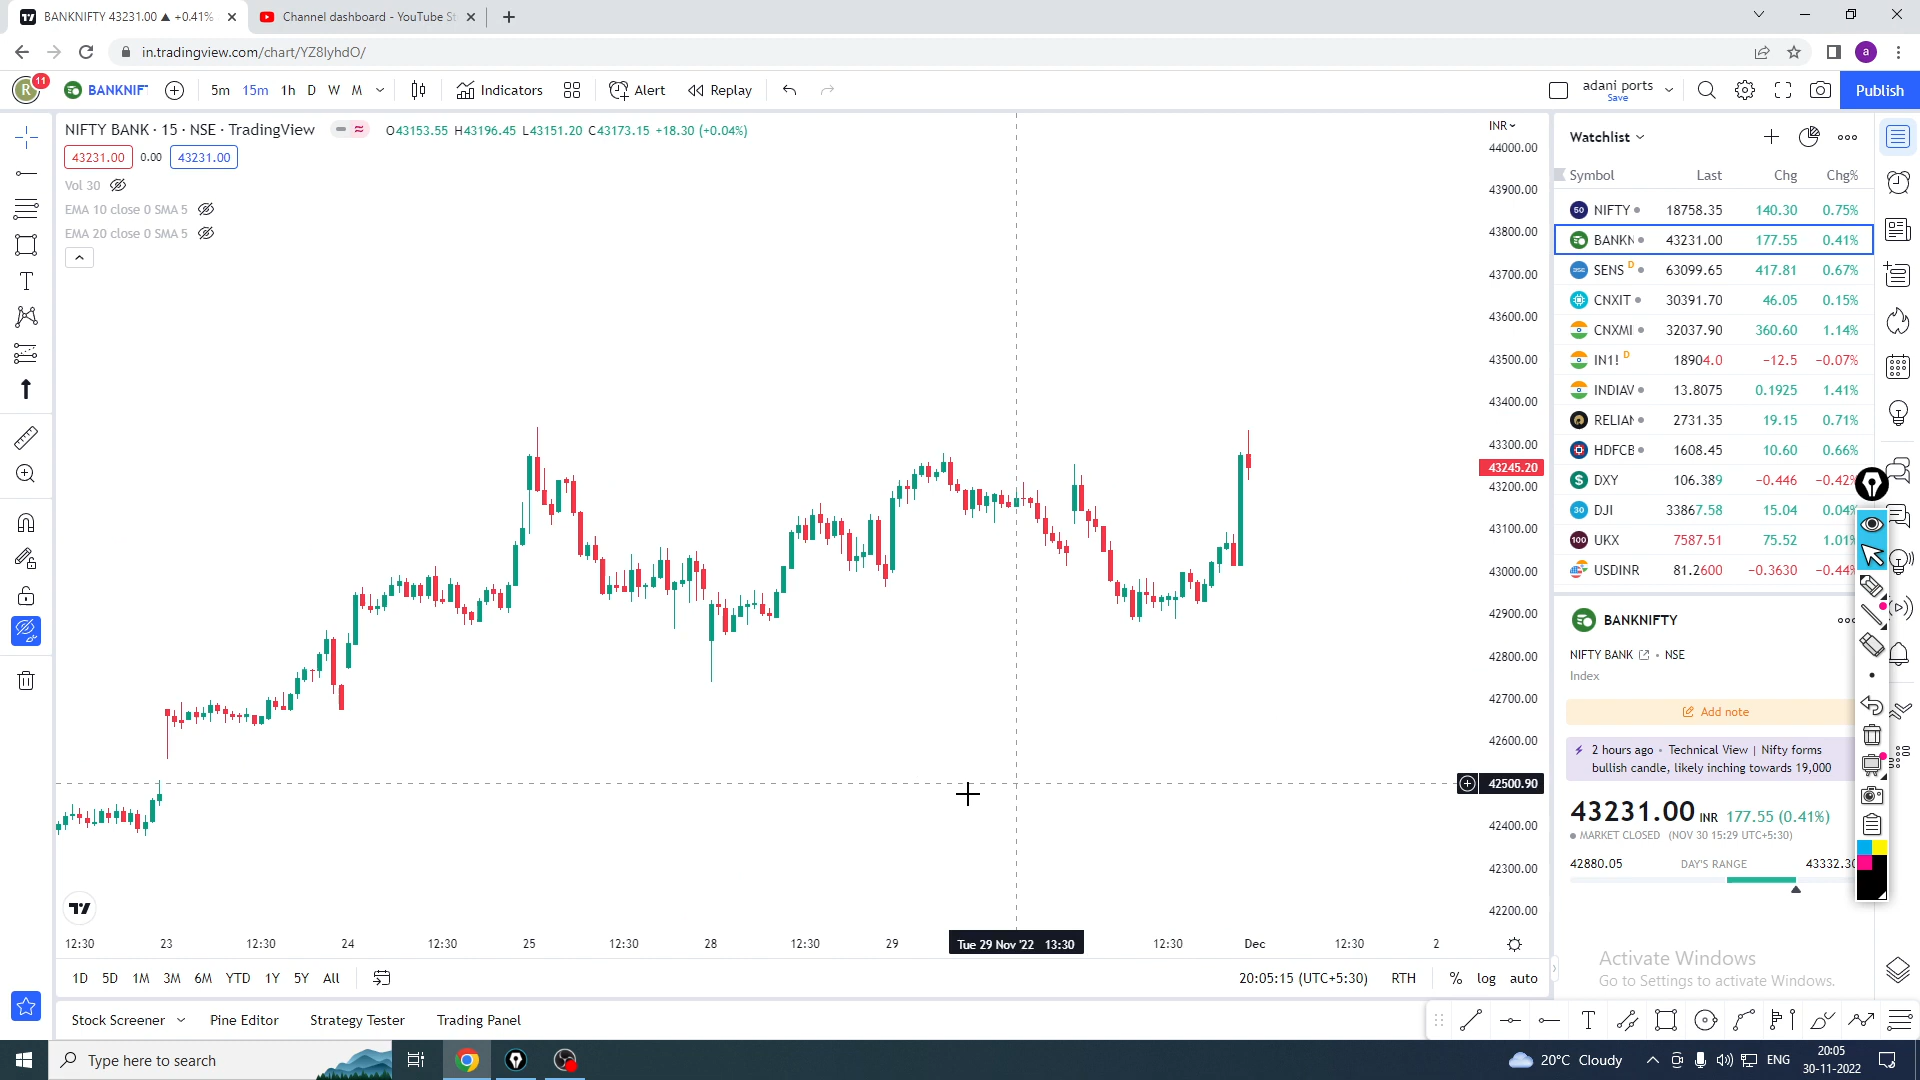 BANKNIFTY 43231.00 ▲ +0.41%
Channel dashboard - YouTube St
in.tradingview.com/chart/YZ8IyhdO/
a
R 11
BANKNIF
5m 15m 1h D W M
Indicators
Alert
Replay
adani ports
Save
Publish
NIFTY BANK · 15 · NSE · TradingView
O43153.55 H43196.45 L43151.20 C43173.15 +18.30 (+0.04%)
43231.00 0.00 43231.00
Vol 30
EMA 10 close 0 SMA 5
EMA 20 close 0 SMA 5
INR
44000.00
43900.00
43800.00
43700.00
43600.00
43500.00
43400.00
43300.00
43245.20
43200.00
43100.00
43000.00
42900.00
42800.00
42700.00
42600.00
42500.90
42400.00
42300.00
42200.00
12:30 23 12:30 24 12:30 25 12:30 28 12:30 29 Tue 29 Nov '22 13:30 12:30 Dec 12:30 2
1D 5D 1M 3M 6M YTD 1Y 5Y All
20:05:15 (UTC+5:30) RTH % log auto
Stock Screener Pine Editor Strategy Tester Trading Panel
Watchlist
Symbol Last Chg Chg%
50 NIFTY 18758.35 140.30 0.75%
BANKN 43231.00 177.55 0.41%
SENS D 63099.65 417.81 0.67%
CNXIT 30391.70 46.05 0.15%
CNXMI 32037.90 360.60 1.14%
IN1! D 18904.0 −12.5 −0.07%
INDIAV 13.8075 0.1925 1.41%
RELIAN 2731.35 19.15 0.71%
HDFCB 1608.45 10.60 0.66%
$ DXY 106.389 −0.446 −0.42%
30 DJI 33867.58 15.04 0.04%
100 UKX 7587.51 75.52 1.01%
USDINR 81.2600 −0.3630 −0.44%
BANKNIFTY
NIFTY BANK • NSE
Index
Add note
2 hours ago • Technical View | Nifty forms
bullish candle, likely inching towards 19,000
43231.00 INR 177.55 (0.41%)
MARKET CLOSED (NOV 30 15:29 UTC+5:30)
42880.05 DAY'S RANGE 43332.30
Activate Windows
Go to Settings to activate Windows.
Type here to search
20°C Cloudy
ENG
20:05
30-11-2022